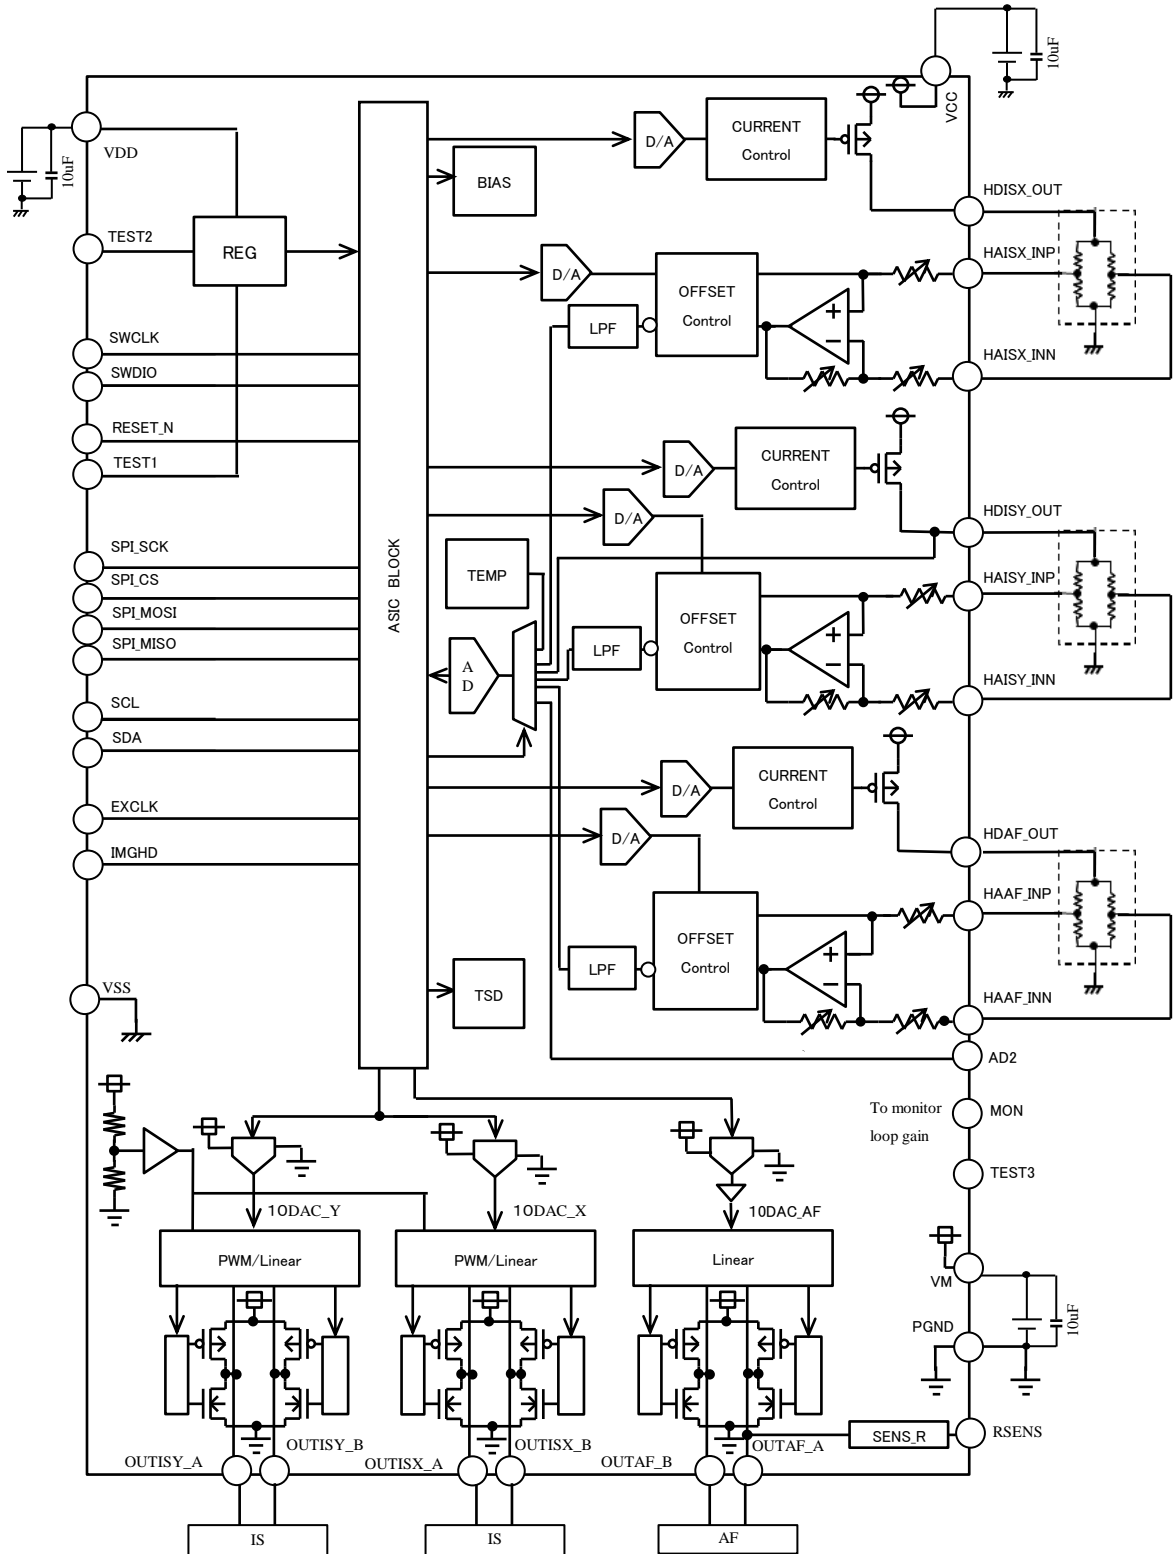 10uF
VCC
VDD
10uF
D/A
CURRENT
Control
BIAS
HDISX_OUT
TEST2
REG
D/A
OFFSET
Control
HAISX_INP
LPF
+
−
SWCLK
HAISX_INN
SWDIO
RESET_N
TEST1
D/A
CURRENT
Control
D/A
HDISY_OUT
SPI_SCK
ASIC BLOCK
TEMP
SPI_CS
OFFSET
Control
HAISY_INP
SPI_MOSI
+
LPF
−
SPI_MISO
A
D
HAISY_INN
SCL
SDA
D/A
CURRENT
Control
EXCLK
D/A
HDAF_OUT
IMGHD
HAAF_INP
OFFSET
Control
+
LPF
−
VSS
TSD
HAAF_INN
AD2
To monitor
loop gain
MON
TEST3
10DAC_Y
10DAC_X
10DAC_AF
PWM/Linear
PWM/Linear
Linear
VM
PGND
10uF
OUTISY_B
OUTISX_B
OUTAF_A
SENS_R
RSENS
OUTISY_A
OUTISX_A
OUTAF_B
IS
IS
AF